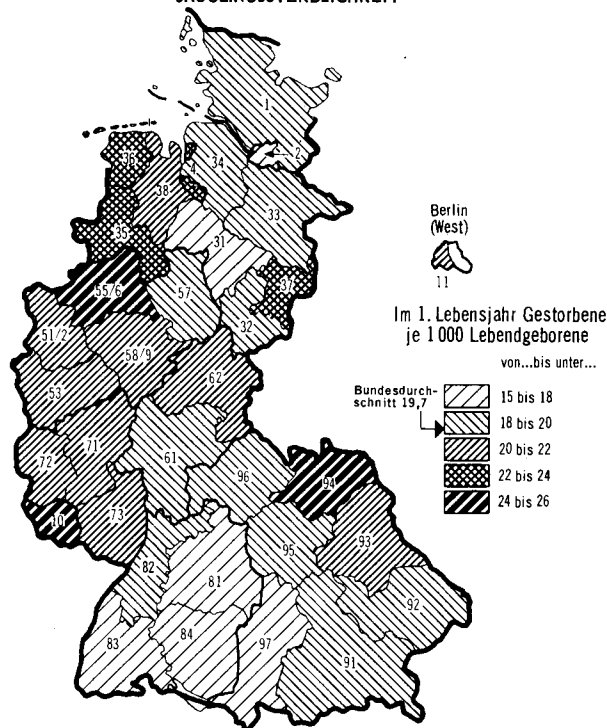 SÄUGLINGSSTERBLICHKEIT
1
2
36
4
34
38
33
35
31
Berlin
(West)
11
55/6
57
37
32
51/2
58/9
62
53
71
72
61
96
94
10
73
95
93
82
81
92
83
84
97
91
Im 1. Lebensjahr Gestorbene
je 1000 Lebendgeborene
von...bis unter...
Bundesdurch-
schnitt 19,7
15 bis 18
18 bis 20
20 bis 22
22 bis 24
24 bis 26